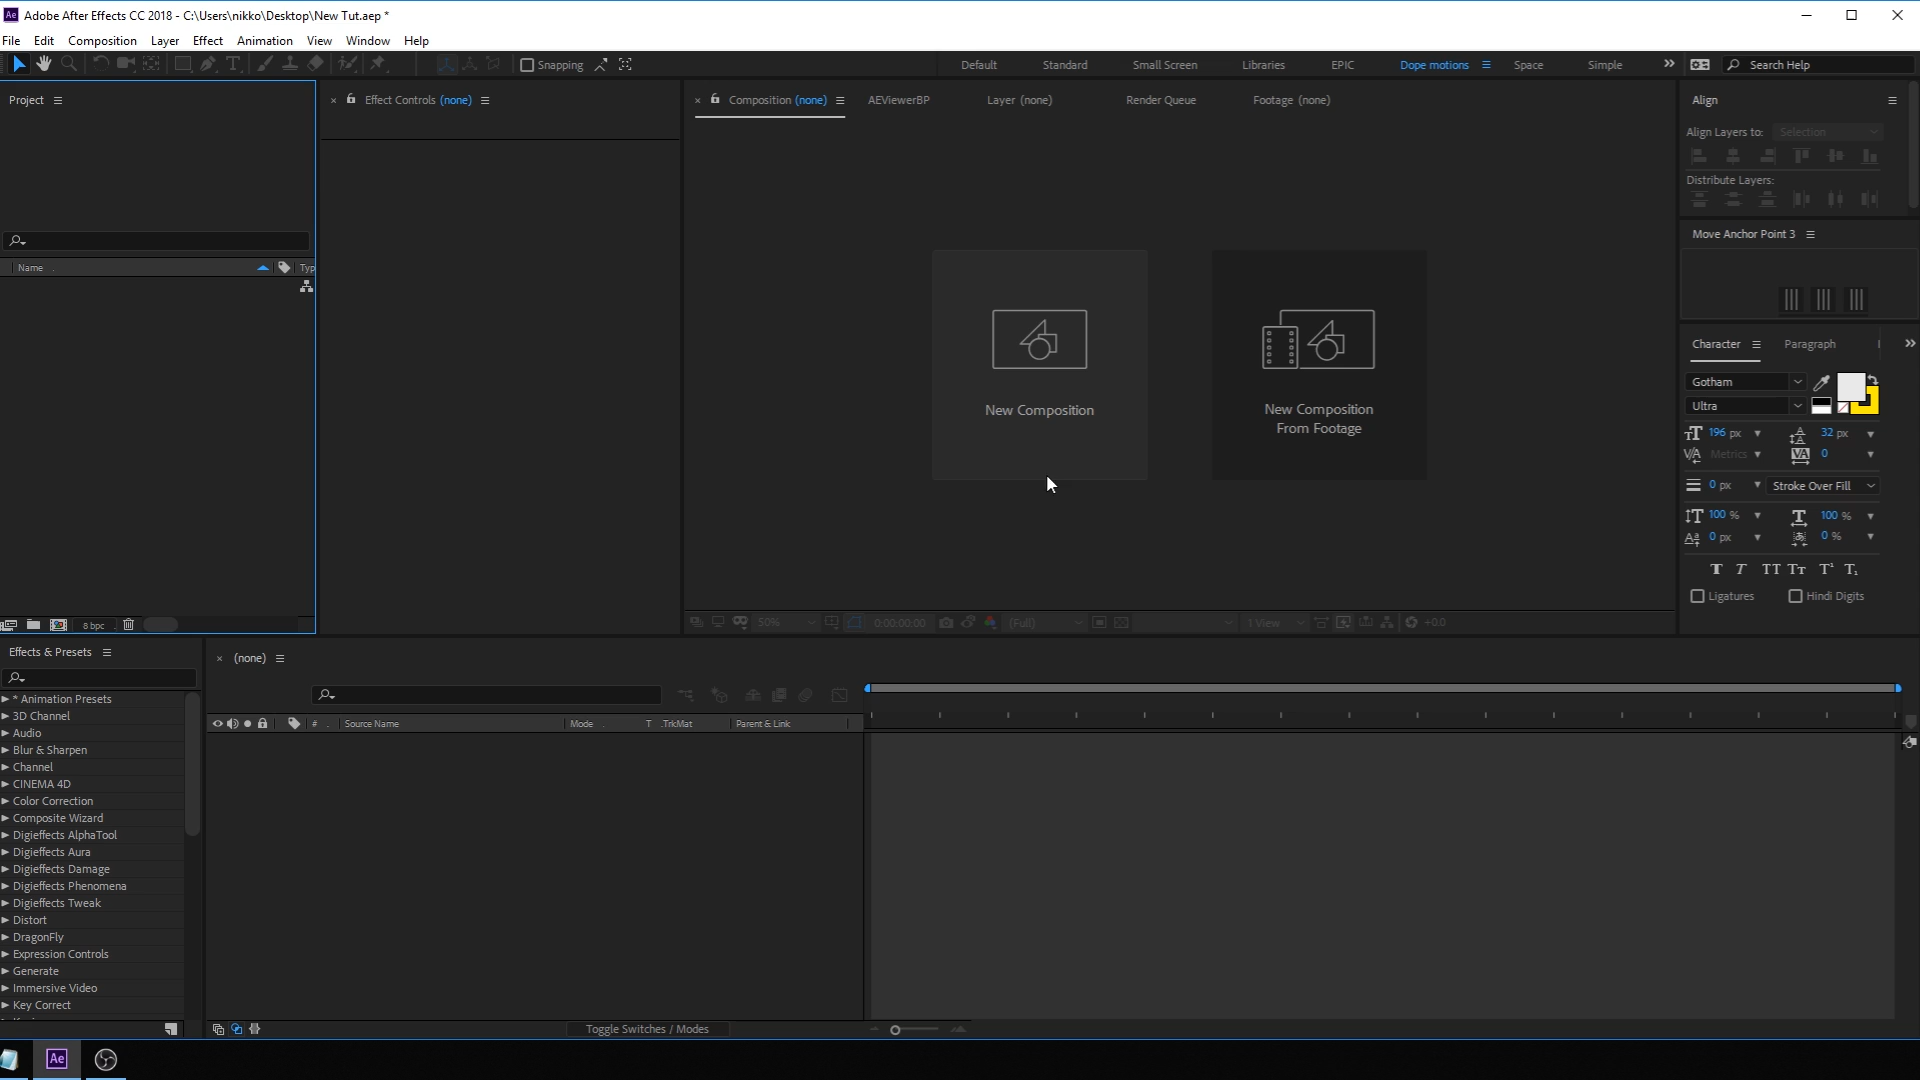 Ae Adobe After Effects CC 2018 - C:\Users\nikko\Desktop\New Tut.aep *
File Edit Composition Layer Effect Animation View Window Help
Snapping Default Standard Small Screen Libraries EPIC Dope motions Space Simple Search Help
Project
Effect Controls (none)
Composition (none) AEViewerBP Layer (none) Render Queue Footage (none)
Align
Align Layers to: Selection
Distribute Layers:
Move Anchor Point 3
Name Typ
New Composition
New Composition
From Footage
Character Paragraph
Gotham
Ultra
196 px 32 px
Metrics 0
0 px Stroke Over Fill
100 % 100 %
0 px 0 %
Ligatures Hindi Digits
8 bpc
50% 0:00:00:00 (Full) 1 View +0.0
Effects & Presets
(none)
# Source Name Mode T .TrkMat Parent & Link
* Animation Presets
3D Channel
Audio
Blur & Sharpen
Channel
CINEMA 4D
Color Correction
Composite Wizard
Digieffects AlphaTool
Digieffects Aura
Digieffects Damage
Digieffects Phenomena
Digieffects Tweak
Distort
DragonFly
Expression Controls
Generate
Immersive Video
Key Correct
Toggle Switches / Modes
Ae